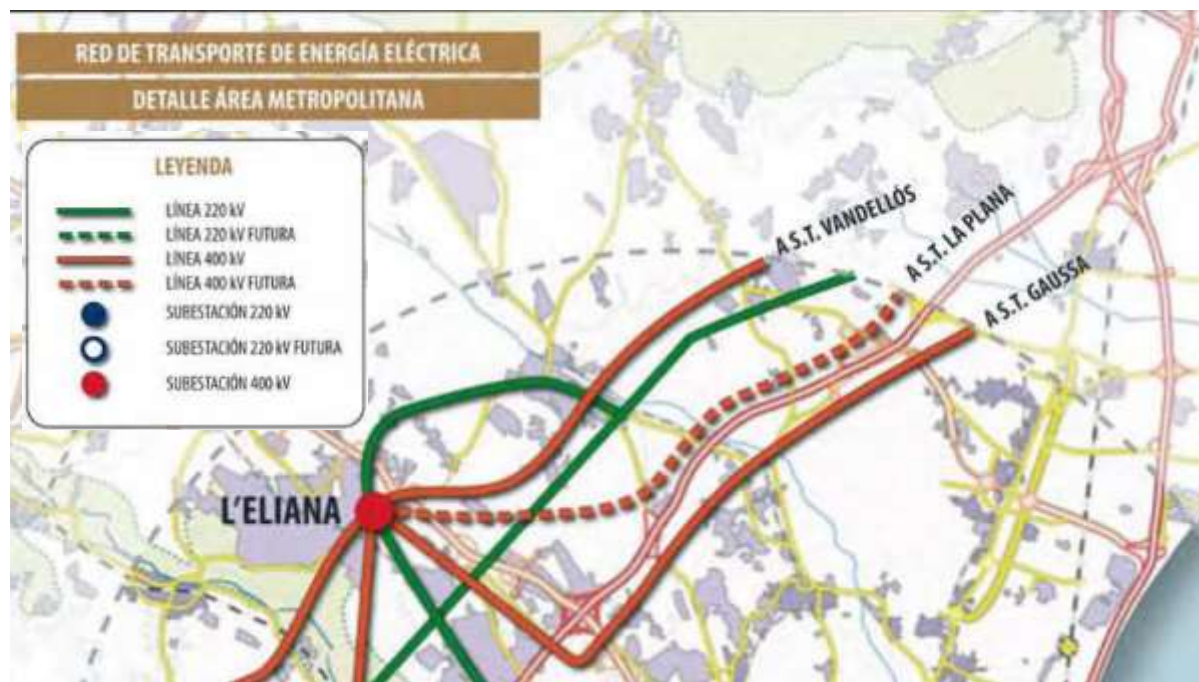 RED DE TRANSPORTE DE ENERGÍA ELÉCTRICA
DETALLE ÁREA METROPOLITANA
LEYENDA
LÍNEA 220 kV
LÍNEA 220 kV FUTURA
LÍNEA 400 kV
LÍNEA 400 kV FUTURA
SUBESTACIÓN 220 kV
SUBESTACIÓN 220 kV FUTURA
SUBESTACIÓN 400 kV
A S.T. VANDELLÓS
A S.T. LA PLANA
A S.T. GAUSSA
L'ELIANA